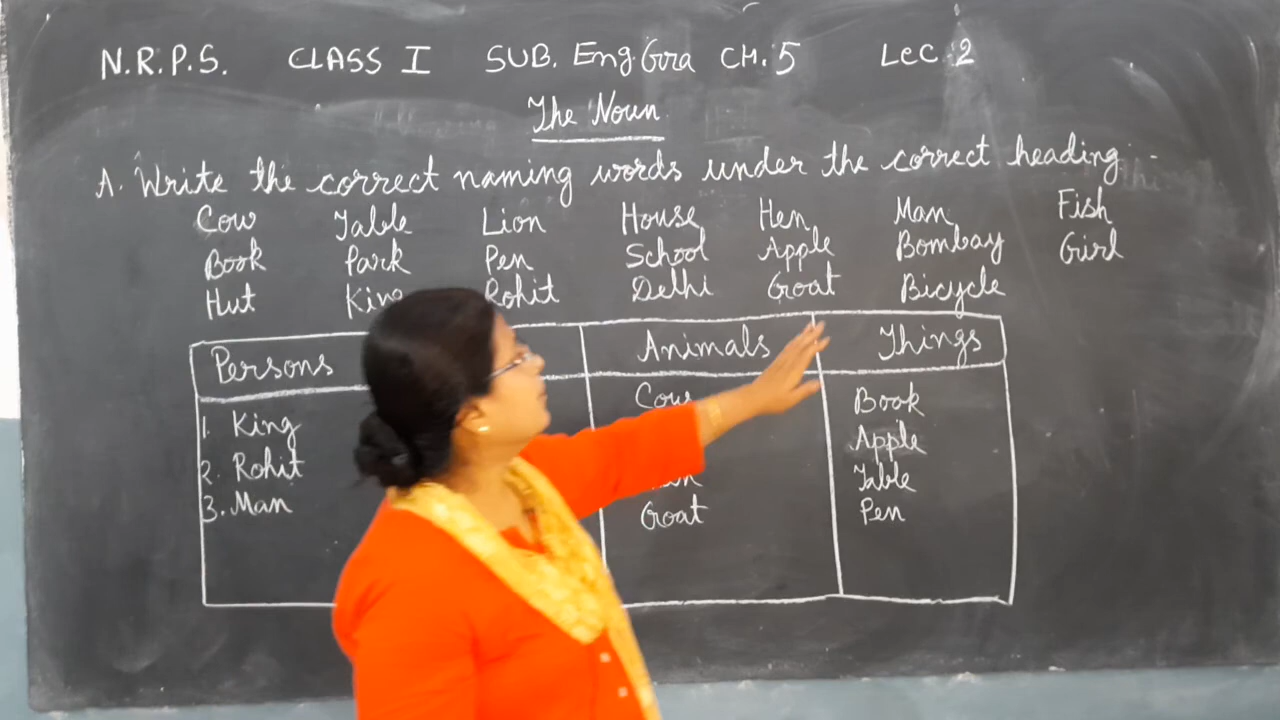 N.R.P.S. CLASS I SUB. Eng Gra CH. 5 LEC. 2
The Noun
A. Write the correct naming words under the correct heading.
Cow Table Lion House Hen Man Fish
Book Park Pen School Apple Bombay Girl
Hut King Rohit Delhi Goat Bicycle
Persons Animals Things
1. King Cow Book
2. Rohit Apple
3. Man Table
Goat Pen